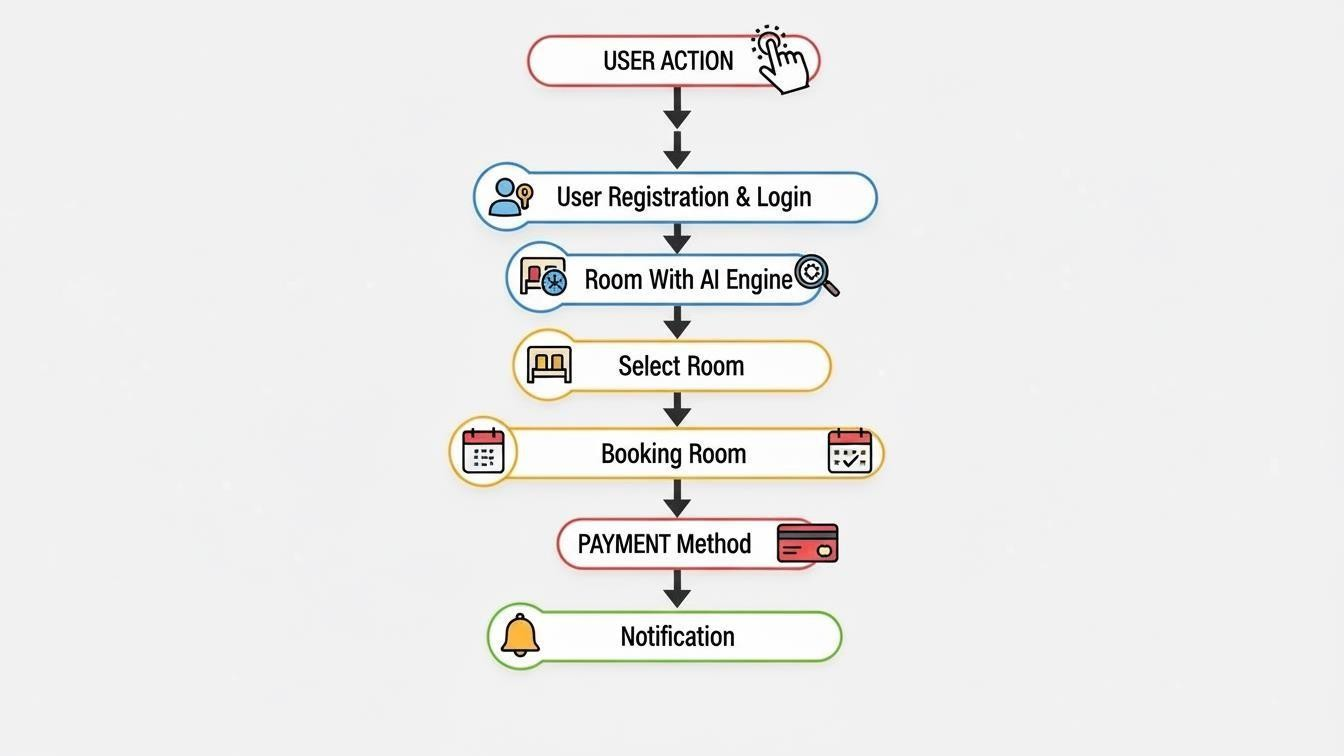 USER ACTION
User Registration & Login
Room With AI Engine
Select Room
Booking Room
PAYMENT Method
Notification